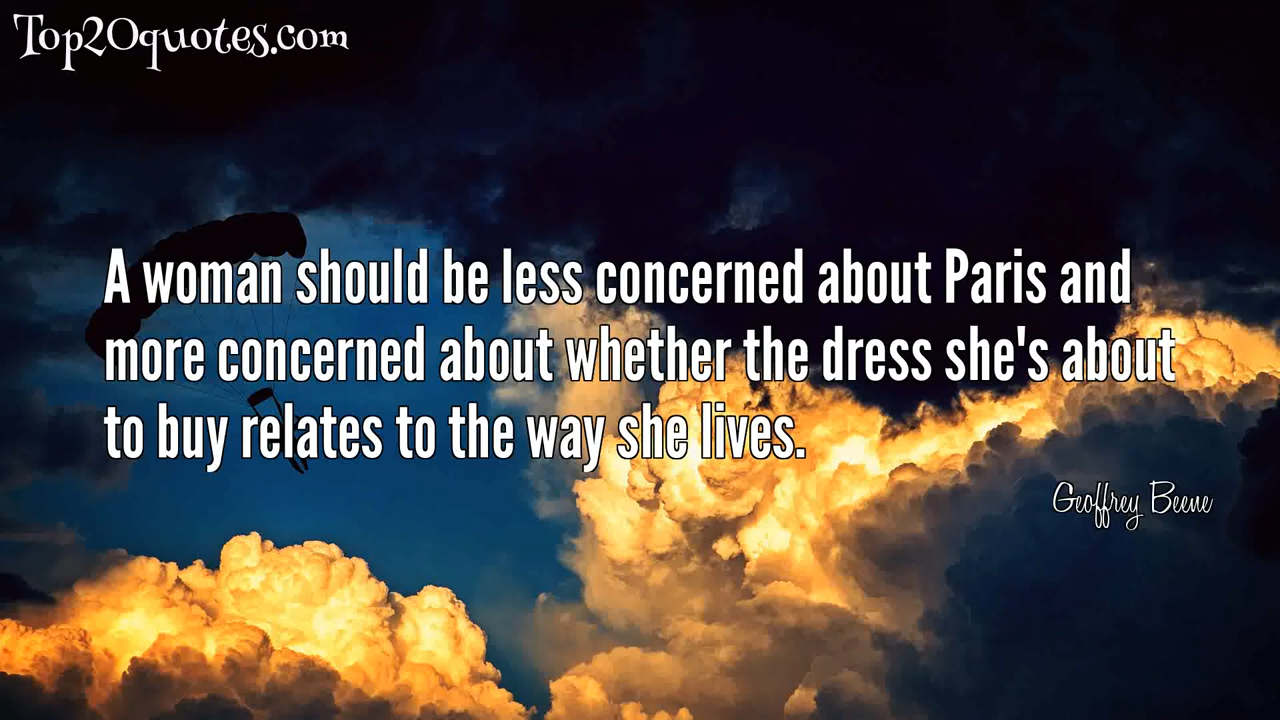 Top20quotes.com
A woman should be less concerned about Paris and
more concerned about whether the dress she's about
to buy relates to the way she lives.
Geoffrey Beene